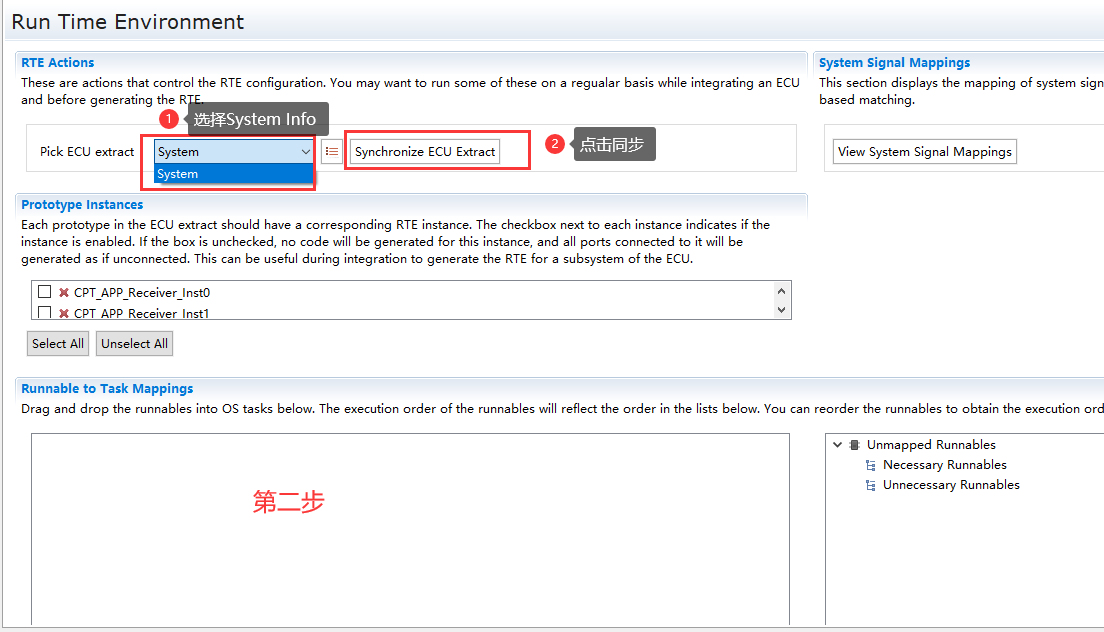 Run Time Environment
RTE Actions
These are actions that control the RTE configuration. You may want to run some of these on a regular basis while integrating an ECU
and before generating the RTE.
1
选择System Info
Pick ECU extract
System
System
Synchronize ECU Extract
2
点击同步
System Signal Mappings
This section displays the mapping of system sign
based matching.
View System Signal Mappings
Prototype Instances
Each prototype in the ECU extract should have a corresponding RTE instance. The checkbox next to each instance indicates if the
instance is enabled. If the box is unchecked, no code will be generated for this instance, and all ports connected to it will be
generated as if unconnected. This can be useful during integration to generate the RTE for a subsystem of the ECU.
CPT_APP_Receiver_Inst0
CPT_APP_Receiver_Inst1
Select All
Unselect All
Runnable to Task Mappings
Drag and drop the runnables into OS tasks below. The execution order of the runnables will reflect the order in the lists below. You can reorder the runnables to obtain the execution ord
第二步
Unmapped Runnables
Necessary Runnables
Unnecessary Runnables